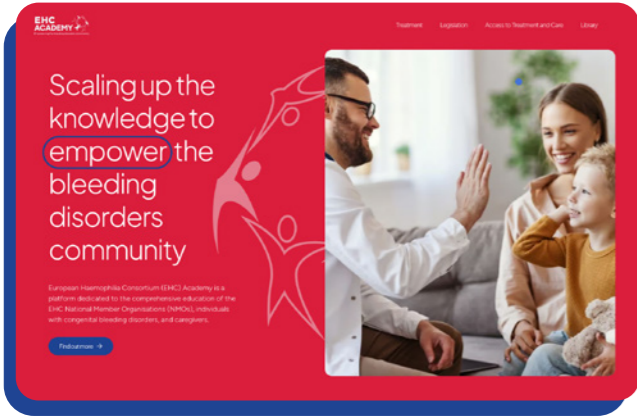 EHC
ACADEMY
Treatment Legislation Access to Treatment and Care Library
Scaling up the
knowledge to
empower the
bleeding
disorders
community
European Haemophilia Consortium (EHC) Academy is a
platform dedicated to the comprehensive education of the
EHC National Member Organisations (NMOs), individuals
with congenital bleeding disorders, and caregivers.
Find out more →